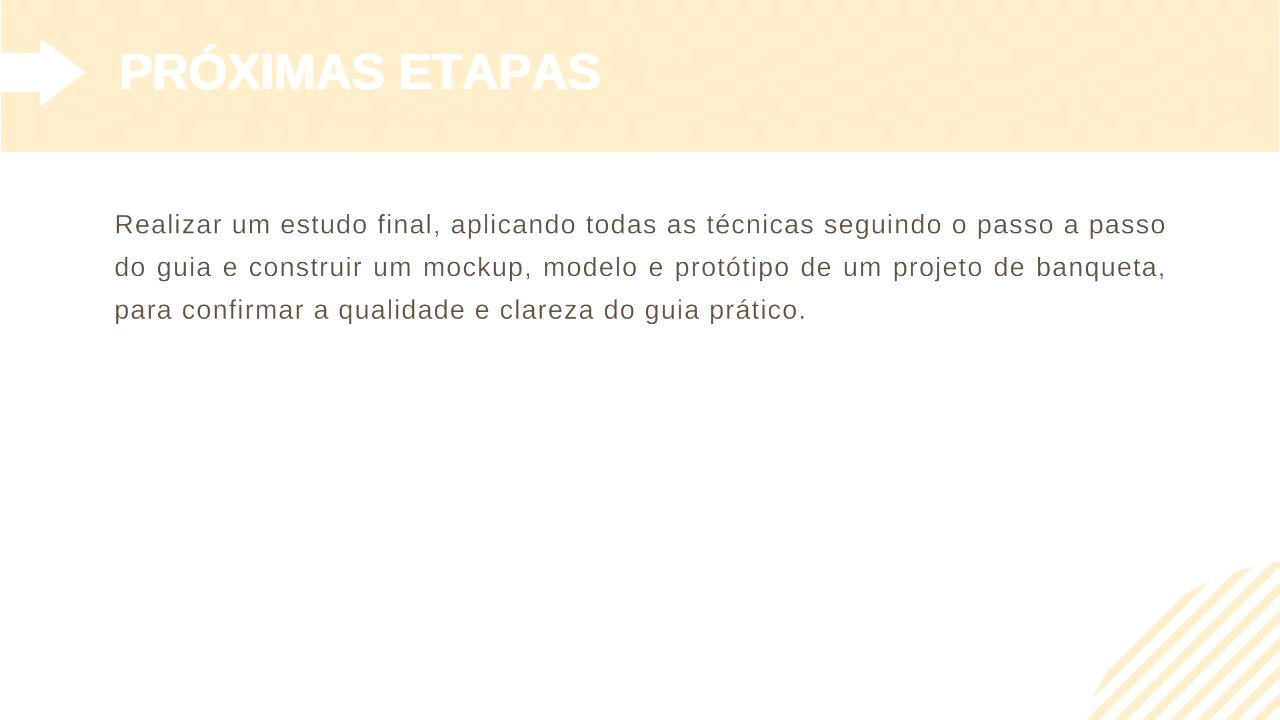 PRÓXIMAS ETAPAS
Realizar um estudo final, aplicando todas as técnicas seguindo o passo a passo
do guia e construir um mockup, modelo e protótipo de um projeto de banqueta,
para confirmar a qualidade e clareza do guia prático.